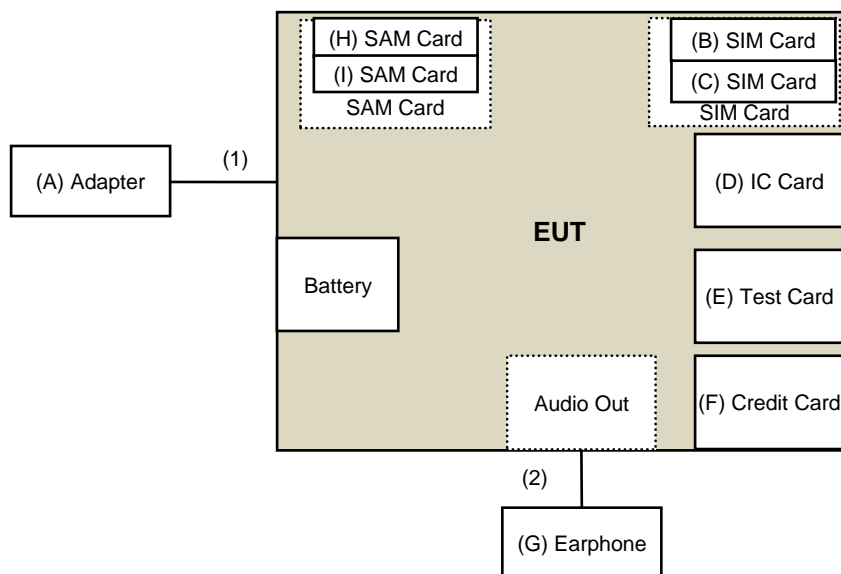 (H) SAM Card
(I) SAM Card
SAM Card
(B) SIM Card
(C) SIM Card
SIM Card
(1)
(A) Adapter
(D) IC Card
EUT
Battery
(E) Test Card
Audio Out
(F) Credit Card
(2)
(G) Earphone